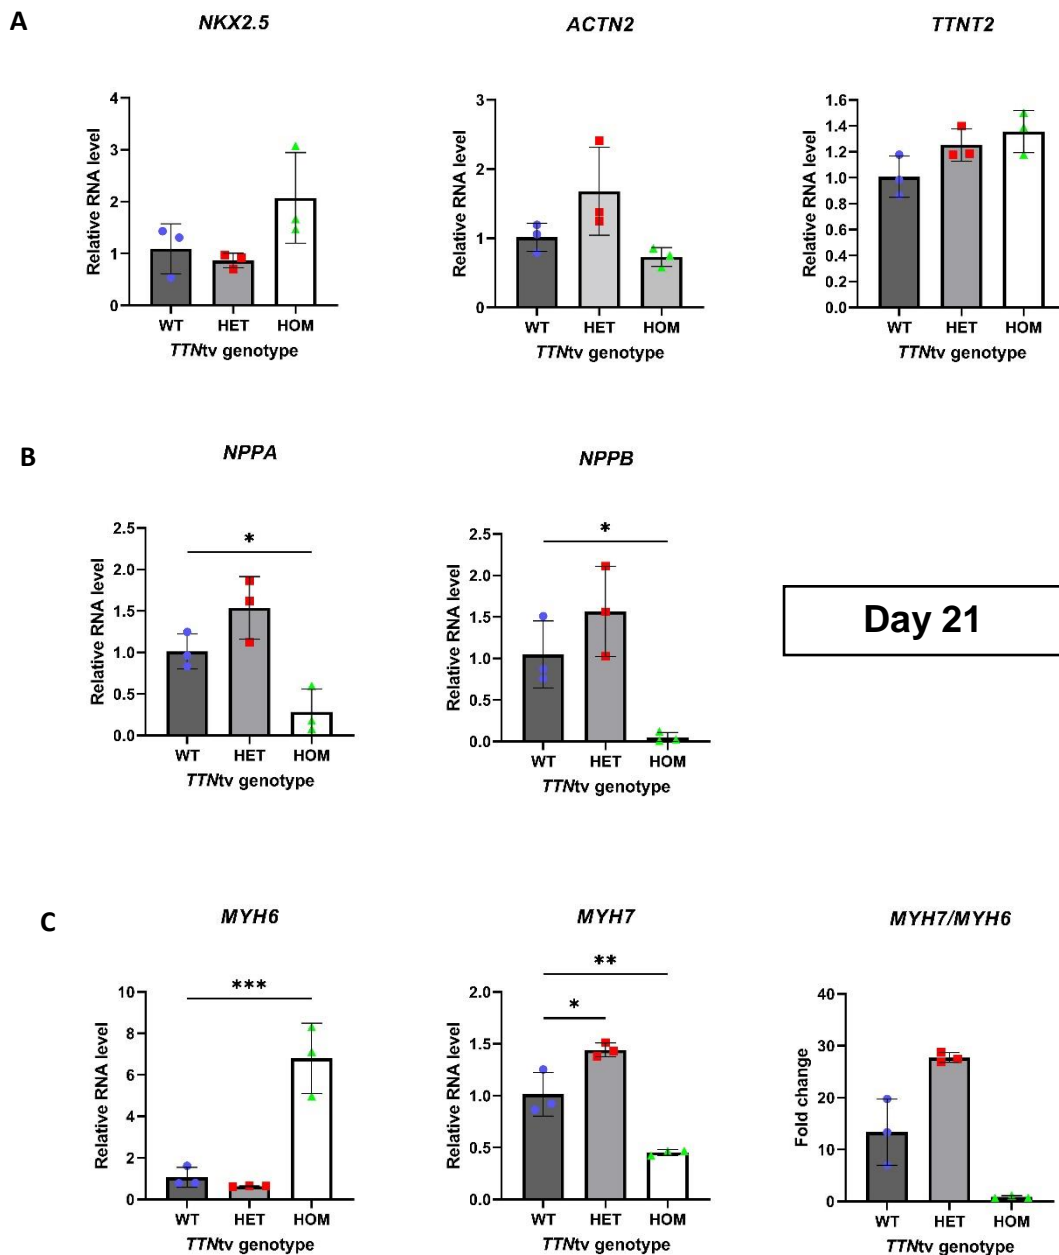 A
NKX2.5
ACTN2
TTNT2
Relative RNA level
4
3
2
1
0
WT HET HOM
TTNtv genotype
Relative RNA level
3
2
1
0
WT HET HOM
TTNtv genotype
Relative RNA level
1.6
1.4
1.2
1.0
0.8
0.6
0.4
0.2
0.0
WT HET HOM
TTNtv genotype
B
NPPA
NPPB
Relative RNA level
2.5
2.0
1.5
1.0
0.5
0.0
*
WT HET HOM
TTNtv genotype
Relative RNA level
2.5
2.0
1.5
1.0
0.5
0.0
*
WT HET HOM
TTNtv genotype
Day 21
C
MYH6
MYH7
MYH7/MYH6
Relative RNA level
10
8
6
4
2
0
***
WT HET HOM
TTNtv genotype
Relative RNA level
2.0
1.5
1.0
0.5
0.0
**
*
WT HET HOM
TTNtv genotype
Fold change
40
30
20
10
0
WT HET HOM
TTNtv genotype